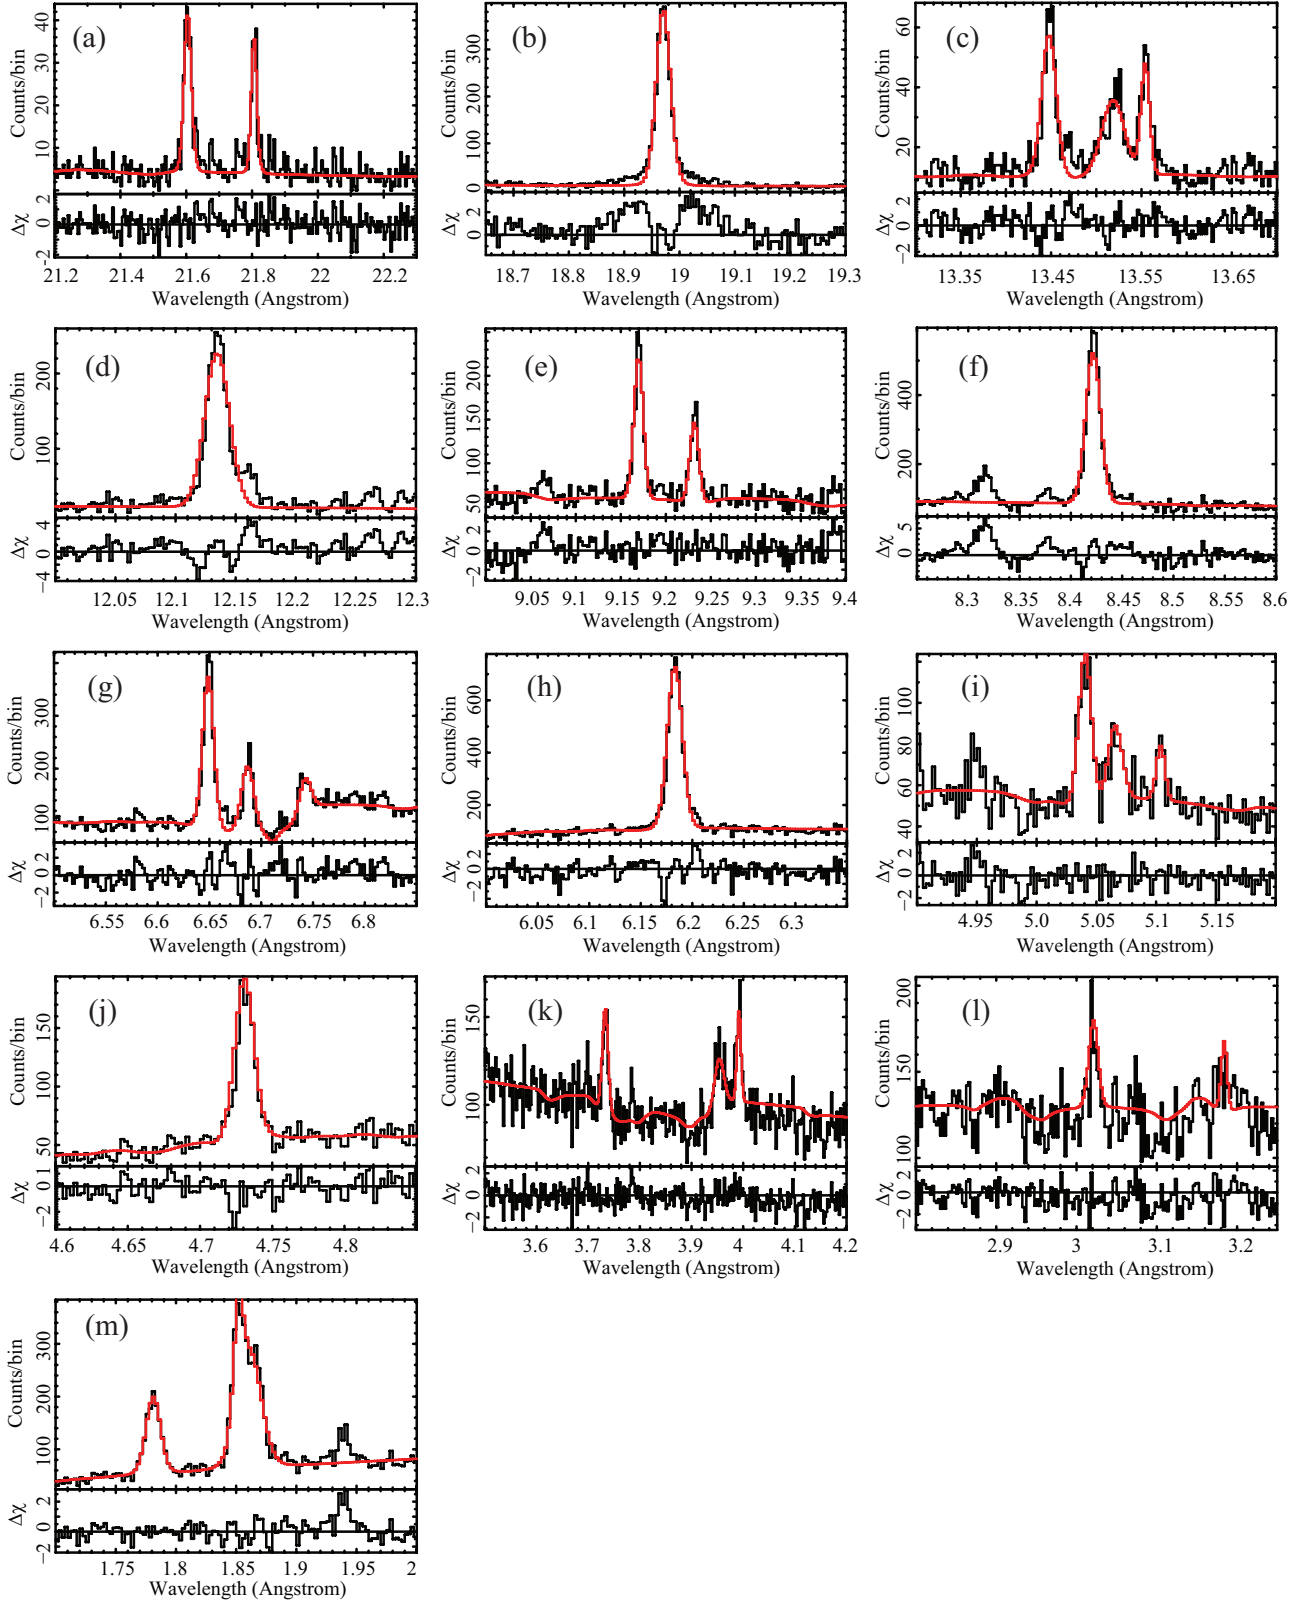 (a)
Counts/bin
40
30
20
10
Δχ
2
0
−2
21.2 21.4 21.6 21.8 22 22.2
Wavelength (Angstrom)
(b)
Counts/bin
300
200
100
0
Δχ
2
0
18.7 18.8 18.9 19 19.1 19.2 19.3
Wavelength (Angstrom)
(c)
Counts/bin
60
40
20
Δχ
2
0
−2
13.35 13.45 13.55 13.65
Wavelength (Angstrom)
(d)
Counts/bin
200
100
Δχ
4
0
−4
12.05 12.1 12.15 12.2 12.25 12.3
Wavelength (Angstrom)
(e)
Counts/bin
200
150
100
50
Δχ
2
0
−2
9.05 9.1 9.15 9.2 9.25 9.3 9.35 9.4
Wavelength (Angstrom)
(f)
Counts/bin
400
200
Δχ
5
0
8.3 8.35 8.4 8.45 8.5 8.55 8.6
Wavelength (Angstrom)
(g)
Counts/bin
300
200
100
Δχ
2
0
−2
6.55 6.6 6.65 6.7 6.75 6.8
Wavelength (Angstrom)
(h)
Counts/bin
600
400
200
Δχ
2
0
−2
6.05 6.1 6.15 6.2 6.25 6.3
Wavelength (Angstrom)
(i)
Counts/bin
100
80
60
40
Δχ
2
0
−2
4.95 5.0 5.05 5.1 5.15
Wavelength (Angstrom)
(j)
Counts/bin
150
100
50
Δχ
1
0
−2
4.6 4.65 4.7 4.75 4.8
Wavelength (Angstrom)
(k)
Counts/bin
150
100
Δχ
2
0
−2
3.6 3.7 3.8 3.9 4 4.1 4.2
Wavelength (Angstrom)
(l)
Counts/bin
200
150
100
Δχ
2
0
−2
2.9 3 3.1 3.2
Wavelength (Angstrom)
(m)
Counts/bin
300
200
100
Δχ
2
0
−2
1.75 1.8 1.85 1.9 1.95 2
Wavelength (Angstrom)